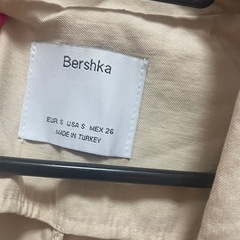 Bershka
EUR S USA S MEX 26
MADE IN TURKEY